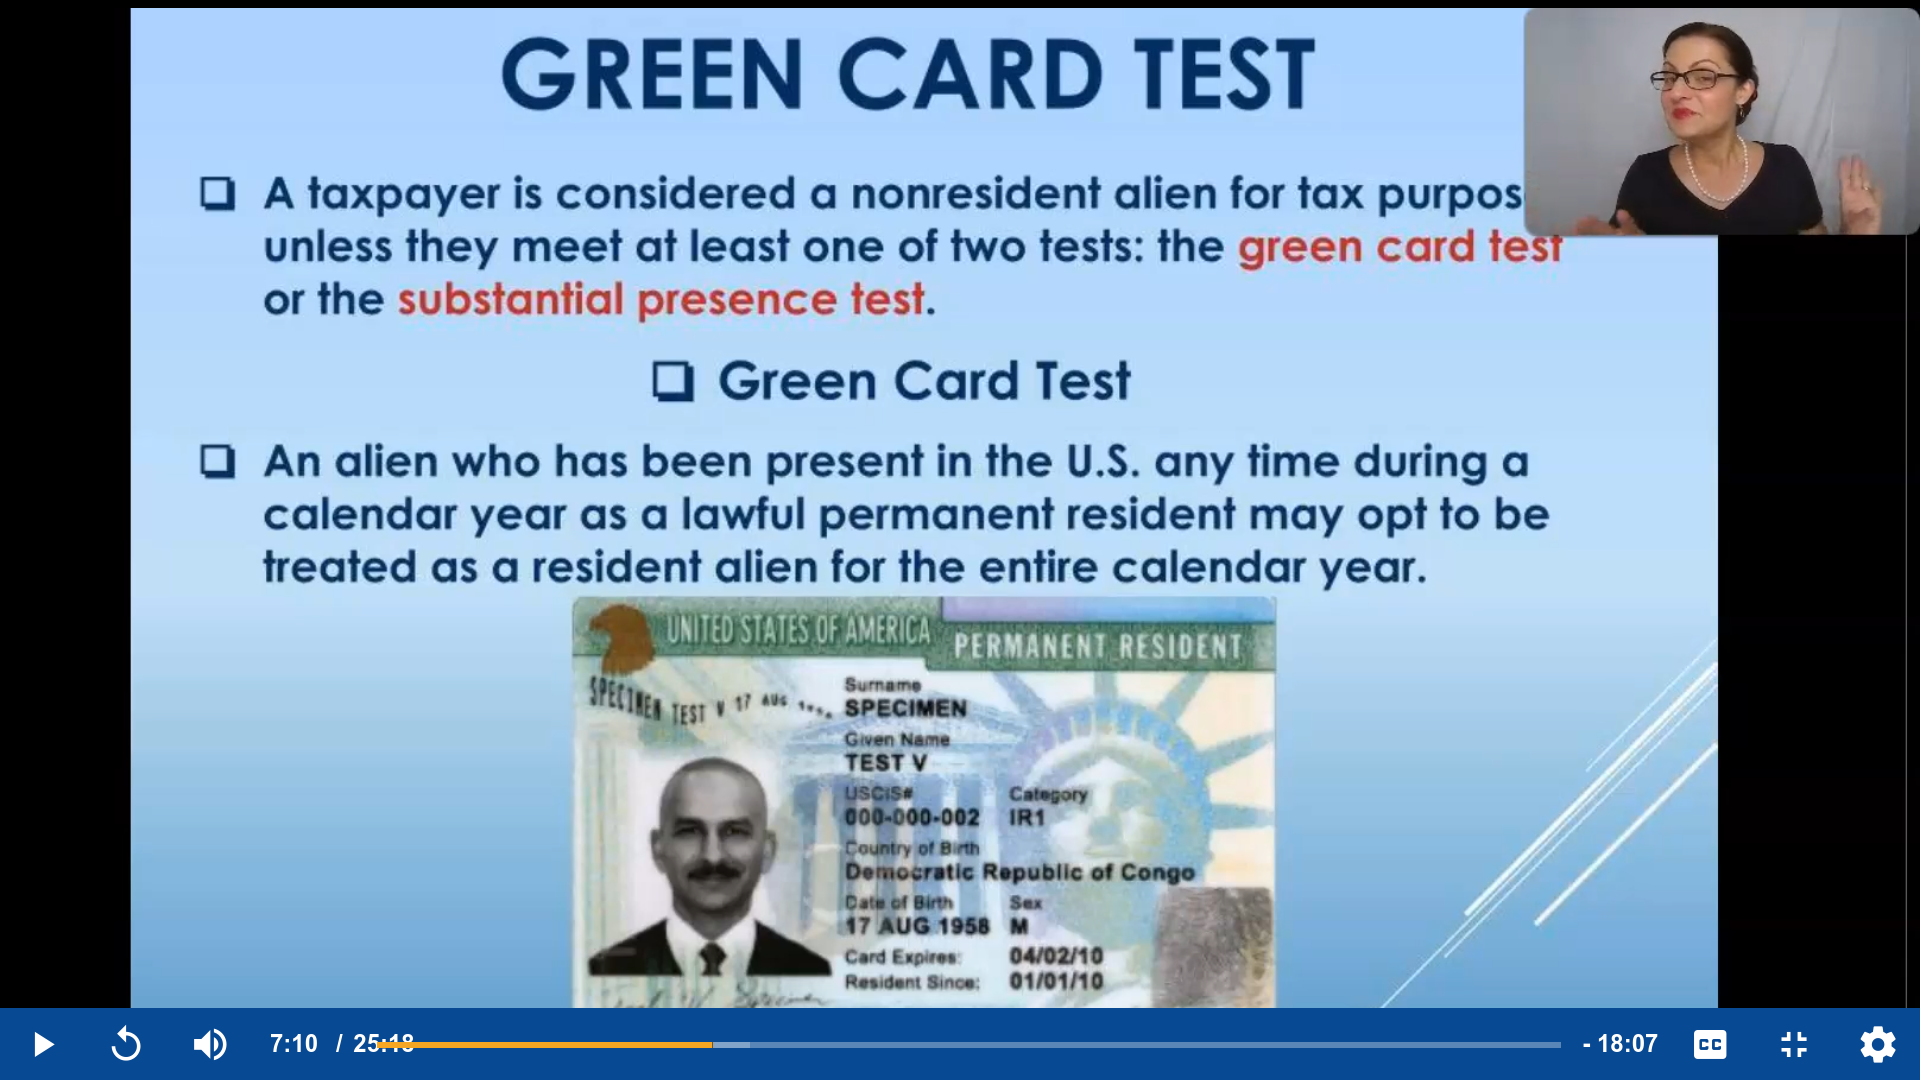 GREEN CARD TEST
A taxpayer is considered a nonresident alien for tax purpos
unless they meet at least one of two tests: the green card test
or the substantial presence test.
Green Card Test
An alien who has been present in the U.S. any time during a
calendar year as a lawful permanent resident may opt to be
treated as a resident alien for the entire calendar year.
UNITED STATES OF AMERICA
PERMANENT RESIDENT
SPECIMEN TEST V 17 AUG
Surname
SPECIMEN
Given Name
TEST V
USCIS# Category
000-000-002 IR1
Country of Birth
Democratic Republic of Congo
Date of Birth Sex
17 AUG 1958 M
Card Expires: 04/02/10
Resident Since: 01/01/10
7:10 / 25:18 - 18:07 CC